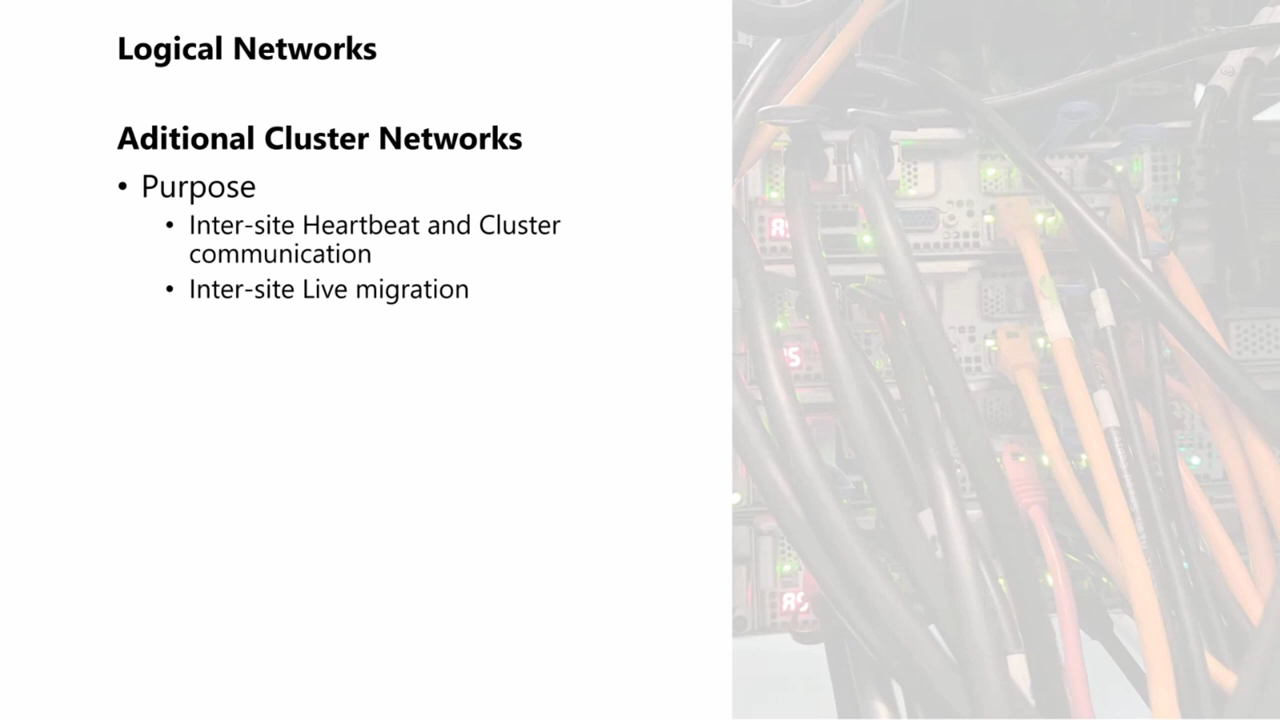 Logical Networks
Aditional Cluster Networks
• Purpose
• Inter-site Heartbeat and Cluster
communication
• Inter-site Live migration